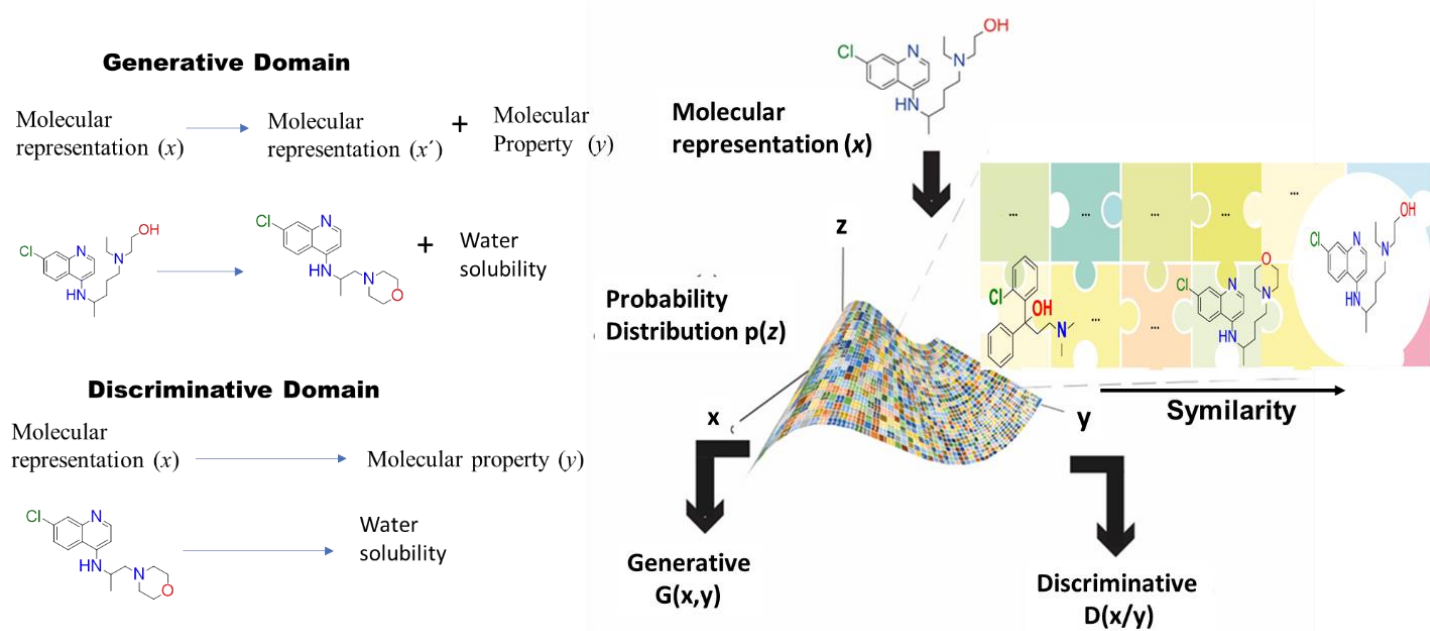 Generative Domain
Molecular
representation (x)
Molecular
representation (x´)
+
Molecular
Property (y)
Cl
N
HN
N
OH
Cl
N
HN
N
O
+
Water
solubility
Discriminative Domain
Molecular
representation (x)
Molecular property (y)
Cl
N
HN
N
O
Water
solubility
Cl
N
HN
N
OH
Molecular
representation (x)
z
Probability
Distribution p(z)
x
y
...
...
...
...
...
Cl
OH
N
...
...
Cl
N
HN
N
O
Cl
N
HN
N
OH
Symilarity
Generative
G(x,y)
Discriminative
D(x/y)